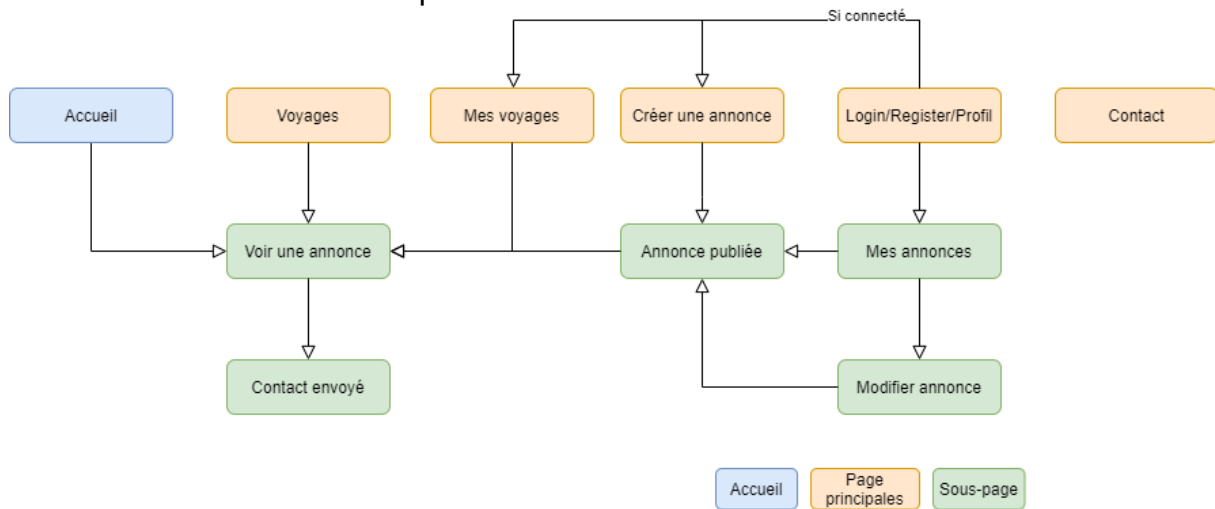 Si connecté
Accueil
Voyages
Mes voyages
Créer une annonce
Login/Register/Profil
Contact
Voir une annonce
Annonce publiée
Mes annonces
Contact envoyé
Modifier annonce
Accueil
Page
principales
Sous-page